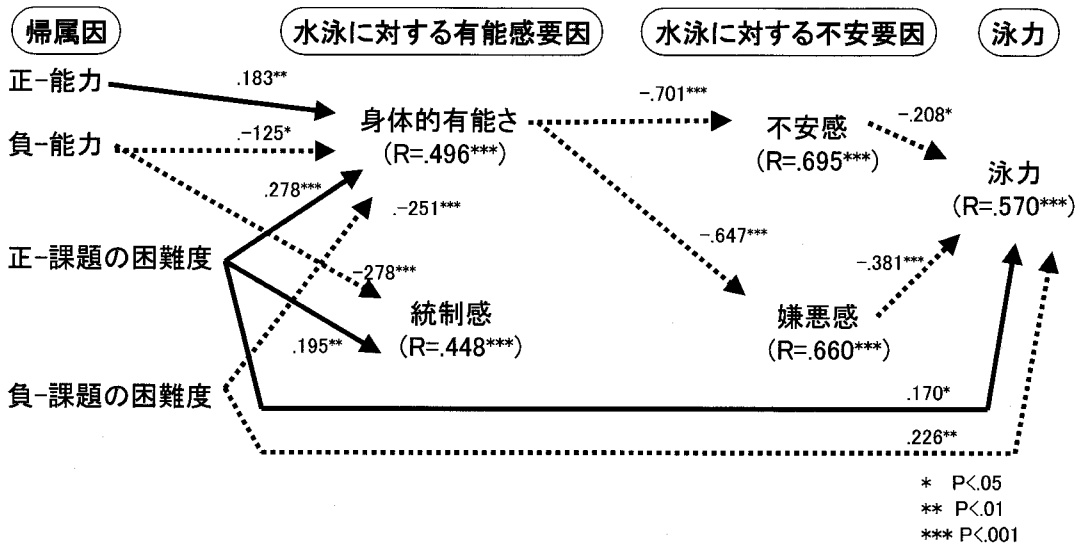 帰属因 水泳に対する有能感要因 水泳に対する不安要因 泳力
正-能力
.183**
-.701***
-.208*
身体的有能さ
(R=.496***)
不安感
(R=.695***)
負-能力
.-125*
泳力
(R=.570***)
.278***
.-251***
-.647***
-.381***
正-課題の困難度
-278***
統制感
(R=.448***)
嫌悪感
(R=.660***)
.195**
負-課題の困難度
.170*
.226**
* P<.05
** P<.01
*** P<.001